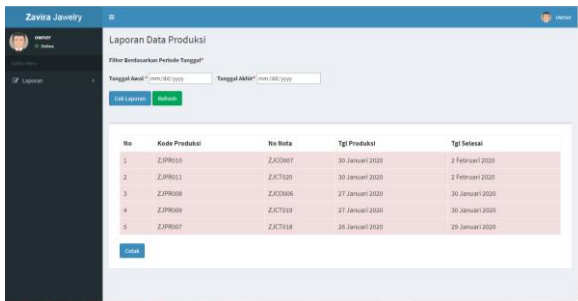 Zavira Jawelry
owner
owner
Online
Laporan
Laporan Data Produksi
Filter Berdasarkan Periode Tanggal*
Tanggal Awal * mm/dd/yyyy Tanggal Akhir* mm/dd/yyyy
Cek Laporan Refresh
No Kode Produksi No Nota Tgl Produksi Tgl Selesai
1 ZJPR010 ZJCO007 30 Januari 2020 2 Februari 2020
2 ZJPR011 ZJCT020 30 Januari 2020 2 Februari 2020
3 ZJPR008 ZJCO006 27 Januari 2020 30 Januari 2020
4 ZJPR009 ZJCT019 27 Januari 2020 30 Januari 2020
5 ZJPR007 ZJCT018 26 Januari 2020 29 Januari 2020
Cetak